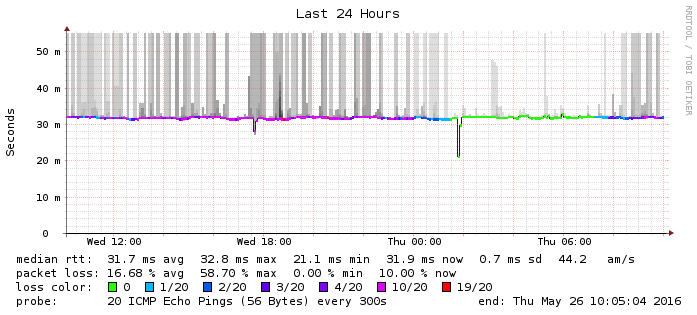 Last 24 Hours
RRDTOOL / TOBI OETIKER
Seconds
50 m
40 m
30 m
20 m
10 m
0
Wed 12:00 Wed 18:00 Thu 00:00 Thu 06:00
median rtt: 31.7 ms avg 32.8 ms max 21.1 ms min 31.9 ms now 0.7 ms sd 44.2 am/s
packet loss: 16.68 % avg 58.70 % max 0.00 % min 10.00 % now
loss color: 0 1/20 2/20 3/20 4/20 10/20 19/20
probe: 20 ICMP Echo Pings (56 Bytes) every 300s end: Thu May 26 10:05:04 2016